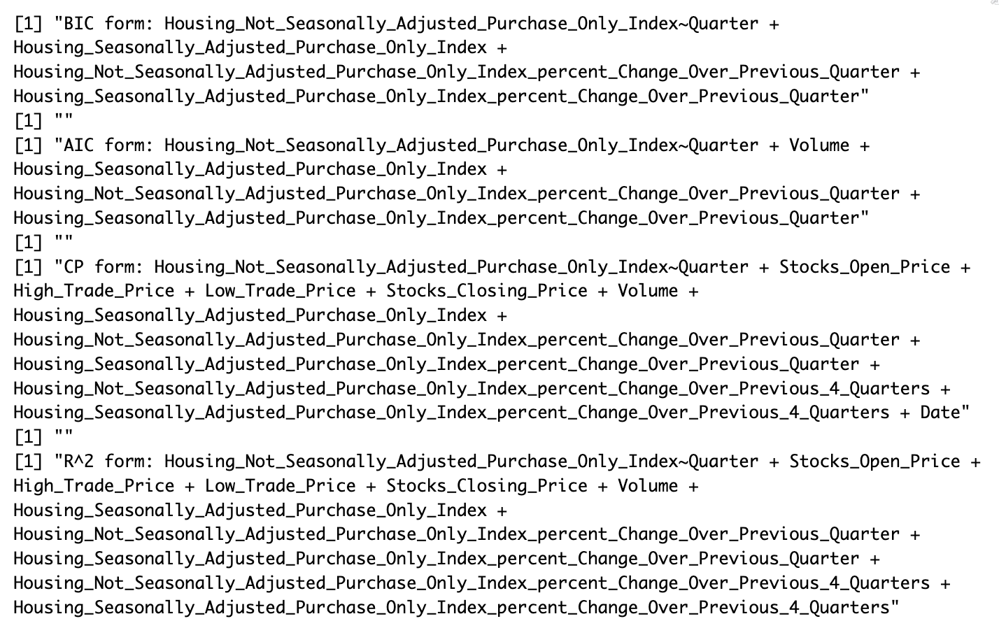 [1] "BIC form: Housing_Not_Seasonally_Adjusted_Purchase_Only_Index~Quarter +
Housing_Seasonally_Adjusted_Purchase_Only_Index +
Housing_Not_Seasonally_Adjusted_Purchase_Only_Index_percent_Change_Over_Previous_Quarter +
Housing_Seasonally_Adjusted_Purchase_Only_Index_percent_Change_Over_Previous_Quarter"
[1] ""
[1] "AIC form: Housing_Not_Seasonally_Adjusted_Purchase_Only_Index~Quarter + Volume +
Housing_Seasonally_Adjusted_Purchase_Only_Index +
Housing_Not_Seasonally_Adjusted_Purchase_Only_Index_percent_Change_Over_Previous_Quarter +
Housing_Seasonally_Adjusted_Purchase_Only_Index_percent_Change_Over_Previous_Quarter"
[1] ""
[1] "CP form: Housing_Not_Seasonally_Adjusted_Purchase_Only_Index~Quarter + Stocks_Open_Price +
High_Trade_Price + Low_Trade_Price + Stocks_Closing_Price + Volume +
Housing_Seasonally_Adjusted_Purchase_Only_Index +
Housing_Not_Seasonally_Adjusted_Purchase_Only_Index_percent_Change_Over_Previous_Quarter +
Housing_Seasonally_Adjusted_Purchase_Only_Index_percent_Change_Over_Previous_Quarter +
Housing_Not_Seasonally_Adjusted_Purchase_Only_Index_percent_Change_Over_Previous_4_Quarters +
Housing_Seasonally_Adjusted_Purchase_Only_Index_percent_Change_Over_Previous_4_Quarters + Date"
[1] ""
[1] "R^2 form: Housing_Not_Seasonally_Adjusted_Purchase_Only_Index~Quarter + Stocks_Open_Price +
High_Trade_Price + Low_Trade_Price + Stocks_Closing_Price + Volume +
Housing_Seasonally_Adjusted_Purchase_Only_Index +
Housing_Not_Seasonally_Adjusted_Purchase_Only_Index_percent_Change_Over_Previous_Quarter +
Housing_Seasonally_Adjusted_Purchase_Only_Index_percent_Change_Over_Previous_Quarter +
Housing_Not_Seasonally_Adjusted_Purchase_Only_Index_percent_Change_Over_Previous_4_Quarters +
Housing_Seasonally_Adjusted_Purchase_Only_Index_percent_Change_Over_Previous_4_Quarters"